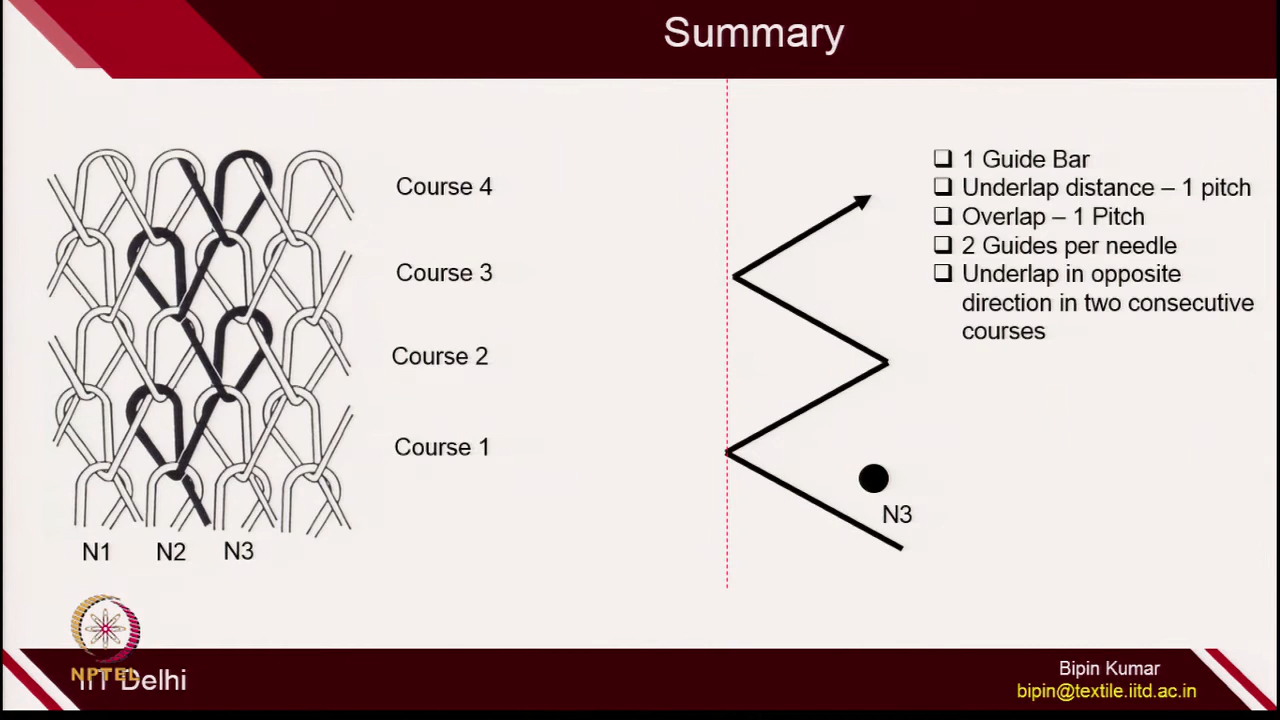 Summary
Course 4
Course 3
Course 2
Course 1
N1 N2 N3
N3
❑ 1 Guide Bar
❑ Underlap distance – 1 pitch
❑ Overlap – 1 Pitch
❑ 2 Guides per needle
❑ Underlap in opposite
direction in two consecutive
courses
NPTEL
IIT Delhi
Bipin Kumar
bipin@textile.iitd.ac.in